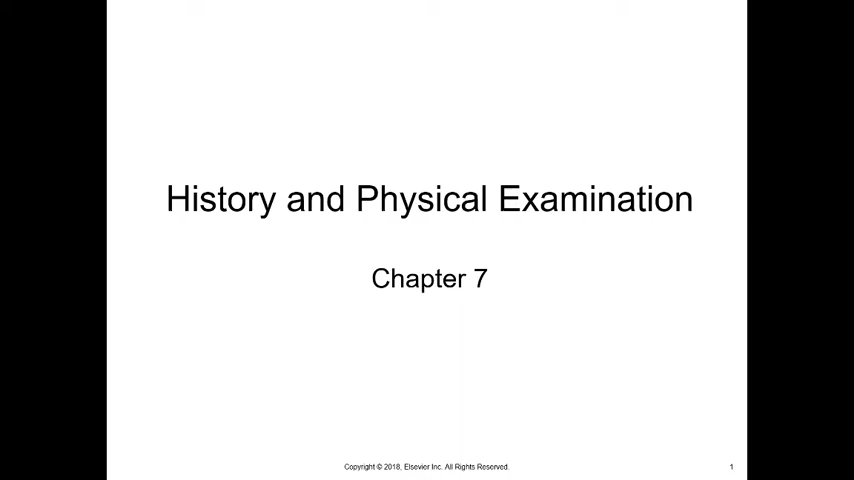 History and Physical Examination
Chapter 7
Copyright © 2018, Elsevier Inc. All Rights Reserved.
1